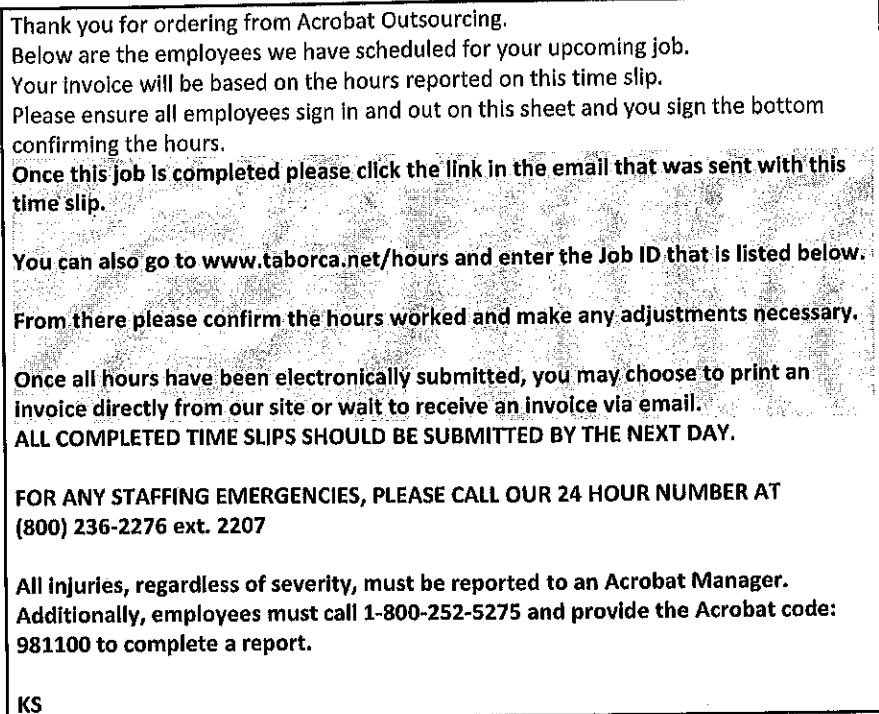 Thank you for ordering from Acrobat Outsourcing.
Below are the employees we have scheduled for your upcoming job.
Your invoice will be based on the hours reported on this time slip.
Please ensure all employees sign in and out on this sheet and you sign the bottom
confirming the hours.
Once this job is completed please click the link in the email that was sent with this
time slip.
You can also go to www.taborca.net/hours and enter the Job ID that is listed below.
From there please confirm the hours worked and make any adjustments necessary.
Once all hours have been electronically submitted, you may choose to print an
invoice directly from our site or wait to receive an invoice via email.
ALL COMPLETED TIME SLIPS SHOULD BE SUBMITTED BY THE NEXT DAY.
FOR ANY STAFFING EMERGENCIES, PLEASE CALL OUR 24 HOUR NUMBER AT
(800) 236-2276 ext. 2207
All injuries, regardless of severity, must be reported to an Acrobat Manager.
Additionally, employees must call 1-800-252-5275 and provide the Acrobat code:
981100 to complete a report.
KS